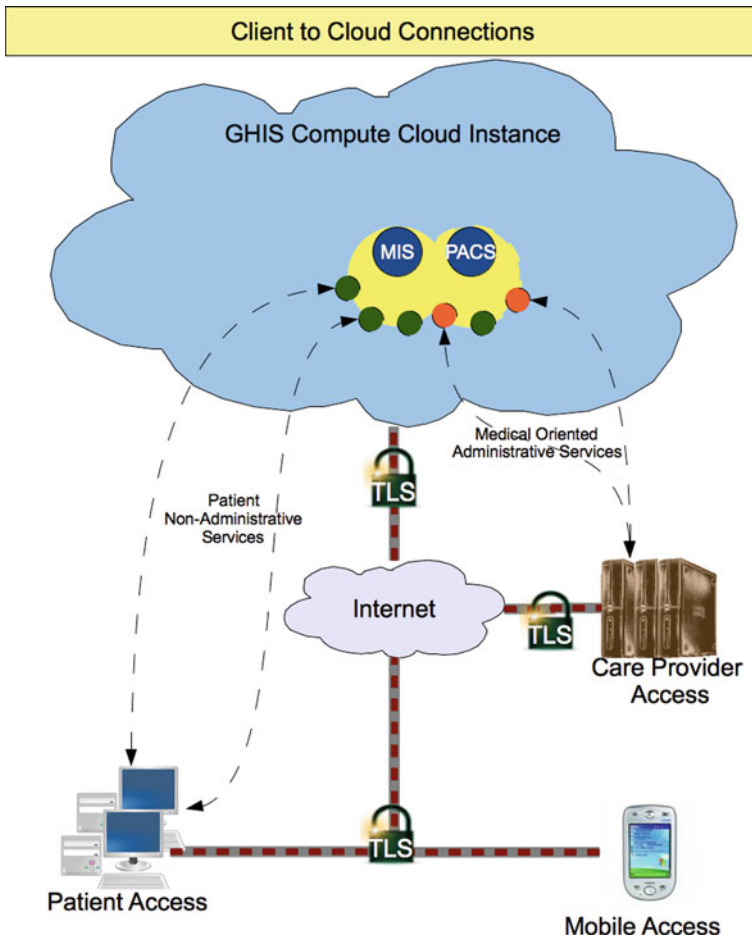 Client to Cloud Connections
GHIS Compute Cloud Instance
MIS
PACS
Medical Oriented
Administrative Services
Patient
Non-Administrative
Services
TLS
Internet
TLS
Care Provider
Access
TLS
Patient Access
Mobile Access